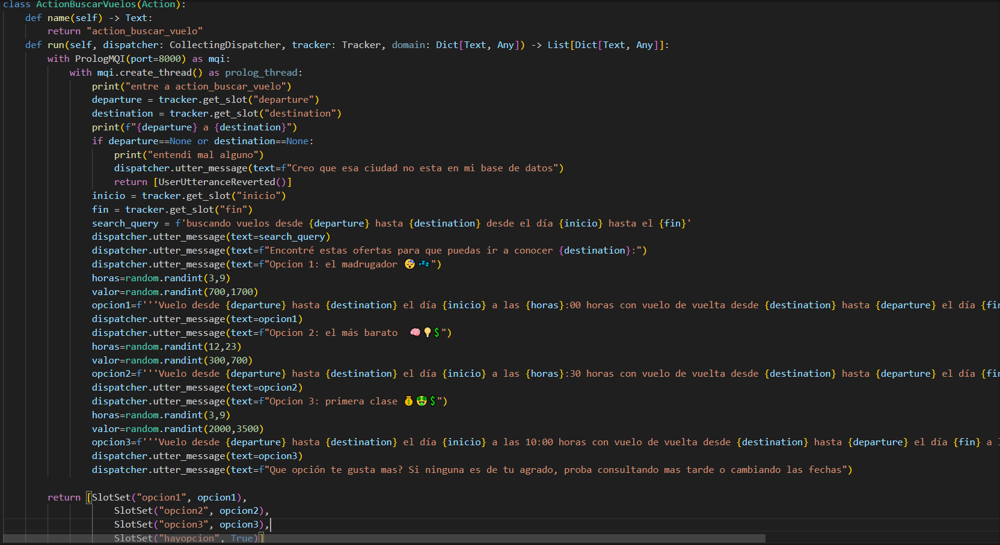 class ActionBuscarVuelos(Action):
    def name(self) -> Text:
        return "action_buscar_vuelo"
    def run(self, dispatcher: CollectingDispatcher, tracker: Tracker, domain: Dict[Text, Any]) -> List[Dict[Text, Any]]:
        with PrologMQI(port=8000) as mqi:
            with mqi.create_thread() as prolog_thread:
                print("entre a action_buscar_vuelo")
                departure = tracker.get_slot("departure")
                destination = tracker.get_slot("destination")
                print(f"{departure} a {destination}")
                if departure==None or destination==None:
                    print("entendi mal alguno")
                    dispatcher.utter_message(text=f"Creo que esa ciudad no esta en mi base de datos")
                    return [UserUtteranceReverted()]
                inicio = tracker.get_slot("inicio")
                fin = tracker.get_slot("fin")
                search_query = f'buscando vuelos desde {departure} hasta {destination} desde el día {inicio} hasta el {fin}'
                dispatcher.utter_message(text=search_query)
                dispatcher.utter_message(text=f"Encontré estas ofertas para que puedas ir a conocer {destination}:")
                dispatcher.utter_message(text=f"Opcion 1: el madrugador 😴💤")
                horas=random.randint(3,9)
                valor=random.randint(700,1700)
                opcion1=f'''Vuelo desde {departure} hasta {destination} el día {inicio} a las {horas}:00 horas con vuelo de vuelta desde {destination} hasta {departure} el día {fin
                dispatcher.utter_message(text=opcion1)
                dispatcher.utter_message(text=f"Opcion 2: el más barato  🧠💡💲")
                horas=random.randint(12,23)
                valor=random.randint(300,700)
                opcion2=f'''Vuelo desde {departure} hasta {destination} el día {inicio} a las {horas}:30 horas con vuelo de vuelta desde {destination} hasta {departure} el día {fin
                dispatcher.utter_message(text=opcion2)
                dispatcher.utter_message(text=f"Opcion 3: primera clase 💰🤑💲")
                horas=random.randint(3,9)
                valor=random.randint(2000,3500)
                opcion3=f'''Vuelo desde {departure} hasta {destination} el día {inicio} a las 10:00 horas con vuelo de vuelta desde {destination} hasta {departure} el día {fin} a
                dispatcher.utter_message(text=opcion3)
                dispatcher.utter_message(text=f"Que opción te gusta mas? Si ninguna es de tu agrado, proba consultando mas tarde o cambiando las fechas")
        return [SlotSet("opcion1", opcion1),
                    SlotSet("opcion2", opcion2),
                    SlotSet("opcion3", opcion3),
                    SlotSet("hayopcion", True)]